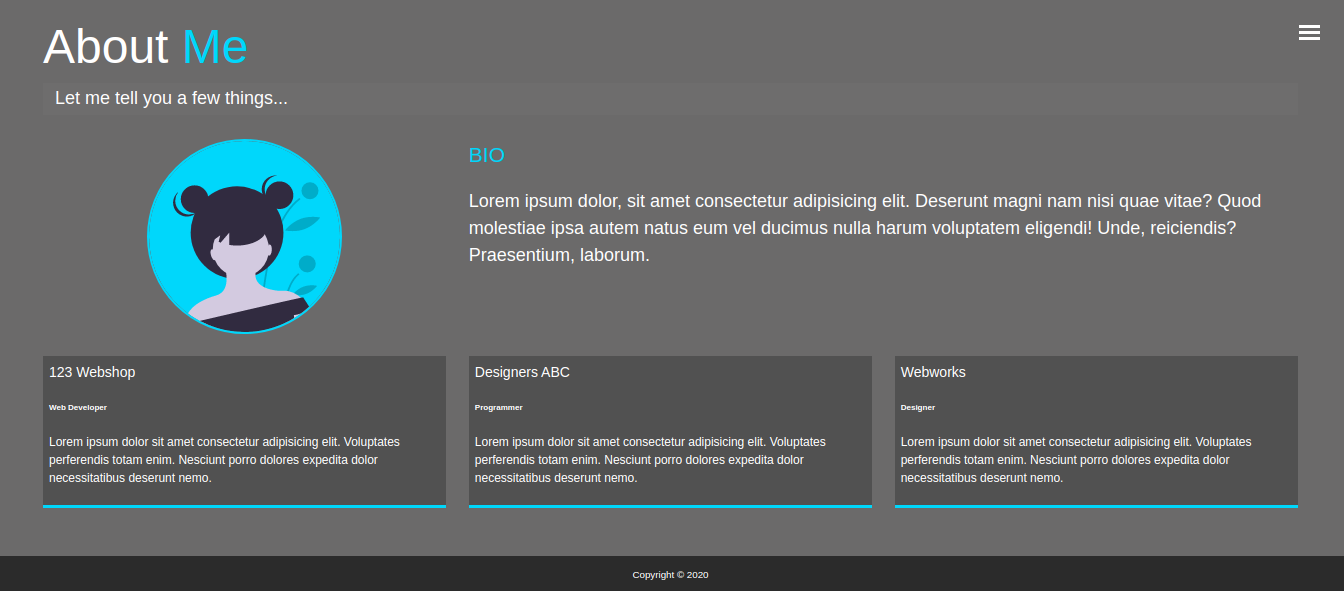 About Me
Let me tell you a few things...
BIO
Lorem ipsum dolor, sit amet consectetur adipisicing elit. Deserunt magni nam nisi quae vitae? Quod
molestiae ipsa autem natus eum vel ducimus nulla harum voluptatem eligendi! Unde, reiciendis?
Praesentium, laborum.
123 Webshop
Web Developer
Lorem ipsum dolor sit amet consectetur adipisicing elit. Voluptates
perferendis totam enim. Nesciunt porro dolores expedita dolor
necessitatibus deserunt nemo.
Designers ABC
Programmer
Lorem ipsum dolor sit amet consectetur adipisicing elit. Voluptates
perferendis totam enim. Nesciunt porro dolores expedita dolor
necessitatibus deserunt nemo.
Webworks
Designer
Lorem ipsum dolor sit amet consectetur adipisicing elit. Voluptates
perferendis totam enim. Nesciunt porro dolores expedita dolor
necessitatibus deserunt nemo.
Copyright © 2020